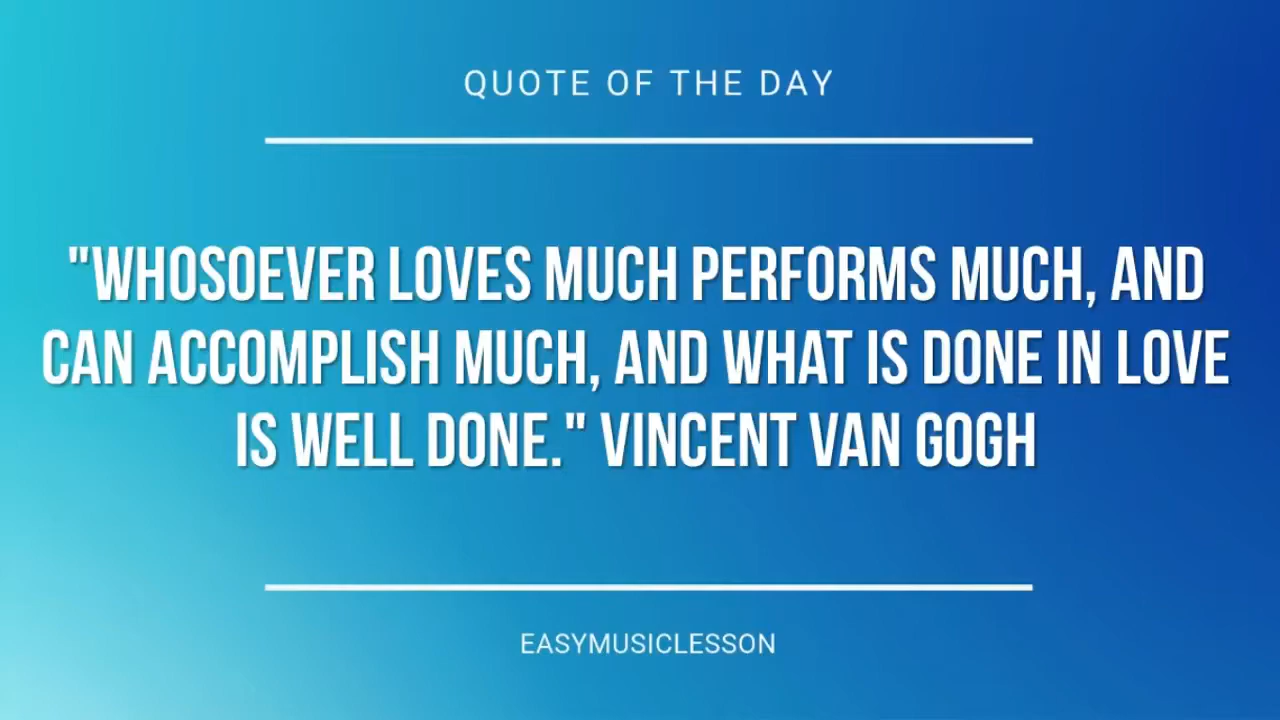 QUOTE OF THE DAY
"WHOSOEVER LOVES MUCH PERFORMS MUCH, AND
CAN ACCOMPLISH MUCH, AND WHAT IS DONE IN LOVE
IS WELL DONE." VINCENT VAN GOGH
EASYMUSICLESSON